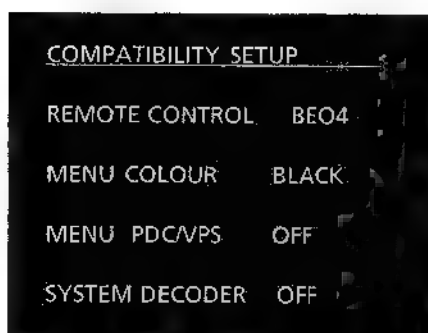 COMPATIBILITY SETUP
REMOTE CONTROL BEO4
MENU COLOUR BLACK
MENU PDC/VPS OFF
SYSTEM DECODER OFF